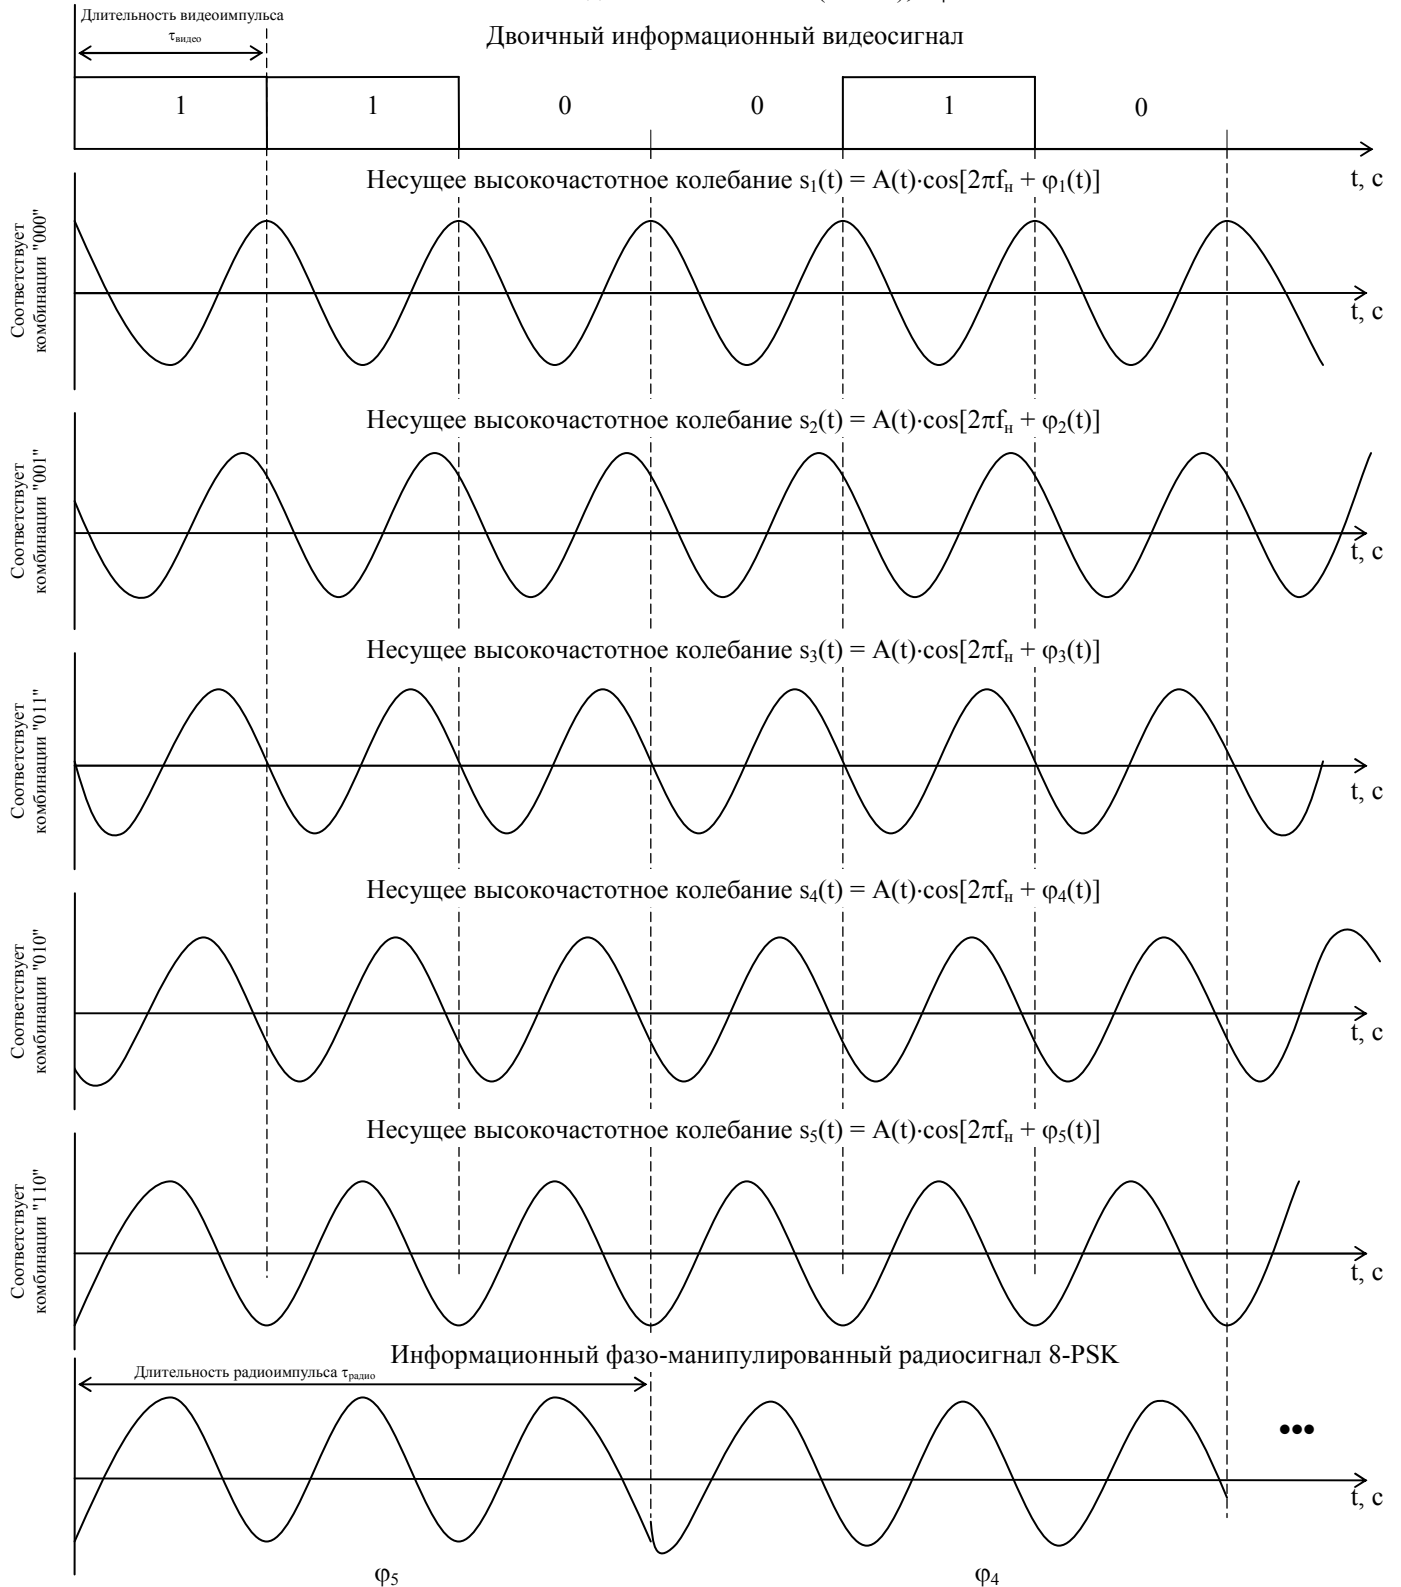 Длительность видеоимпульса
τвидео
Двоичный информационный видеосигнал
1 1 0 0 1 0
t, с
Несущее высокочастотное колебание s₁(t) = A(t)·cos[2πfн + φ₁(t)]
Соответствует
комбинации "000"
t, с
Несущее высокочастотное колебание s₂(t) = A(t)·cos[2πfн + φ₂(t)]
Соответствует
комбинации "001"
t, с
Несущее высокочастотное колебание s₃(t) = A(t)·cos[2πfн + φ₃(t)]
Соответствует
комбинации "011"
t, с
Несущее высокочастотное колебание s₄(t) = A(t)·cos[2πfн + φ₄(t)]
Соответствует
комбинации "010"
t, с
Несущее высокочастотное колебание s₅(t) = A(t)·cos[2πfн + φ₅(t)]
Соответствует
комбинации "110"
t, с
Информационный фазо-манипулированный радиосигнал 8-PSK
Длительность радиоимпульса τрадио
•••
t, с
φ₅ φ₄